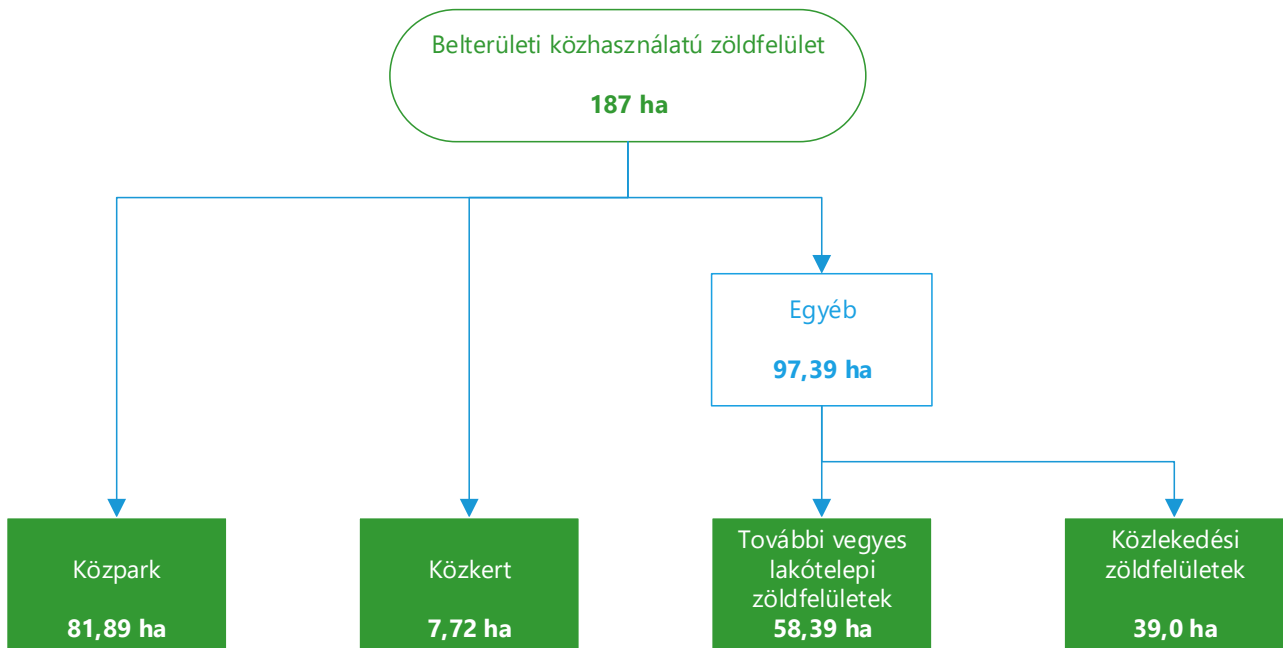 Belterületi közhasználatú zöldfelület
187 ha
Egyéb
97,39 ha
Közpark
81,89 ha
Közkert
7,72 ha
További vegyes
lakótelepi
zöldfelületek
58,39 ha
Közlekedési
zöldfelületek
39,0 ha